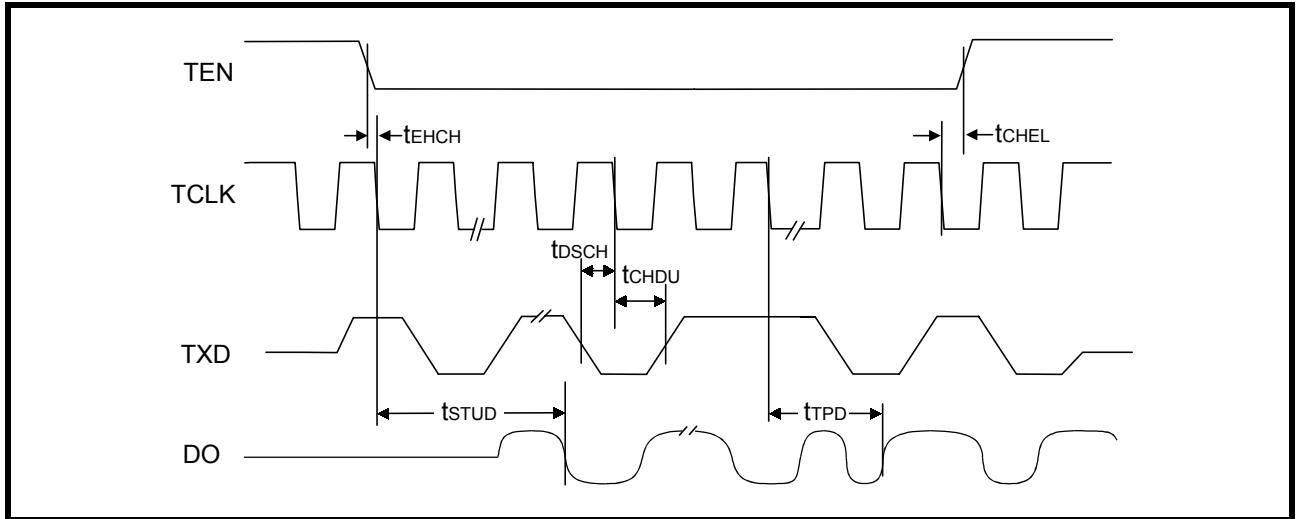 TEN
tEHCH
tCHEL
TCLK
tDSCH
tCHDU
TXD
tSTUD
tTPD
DO